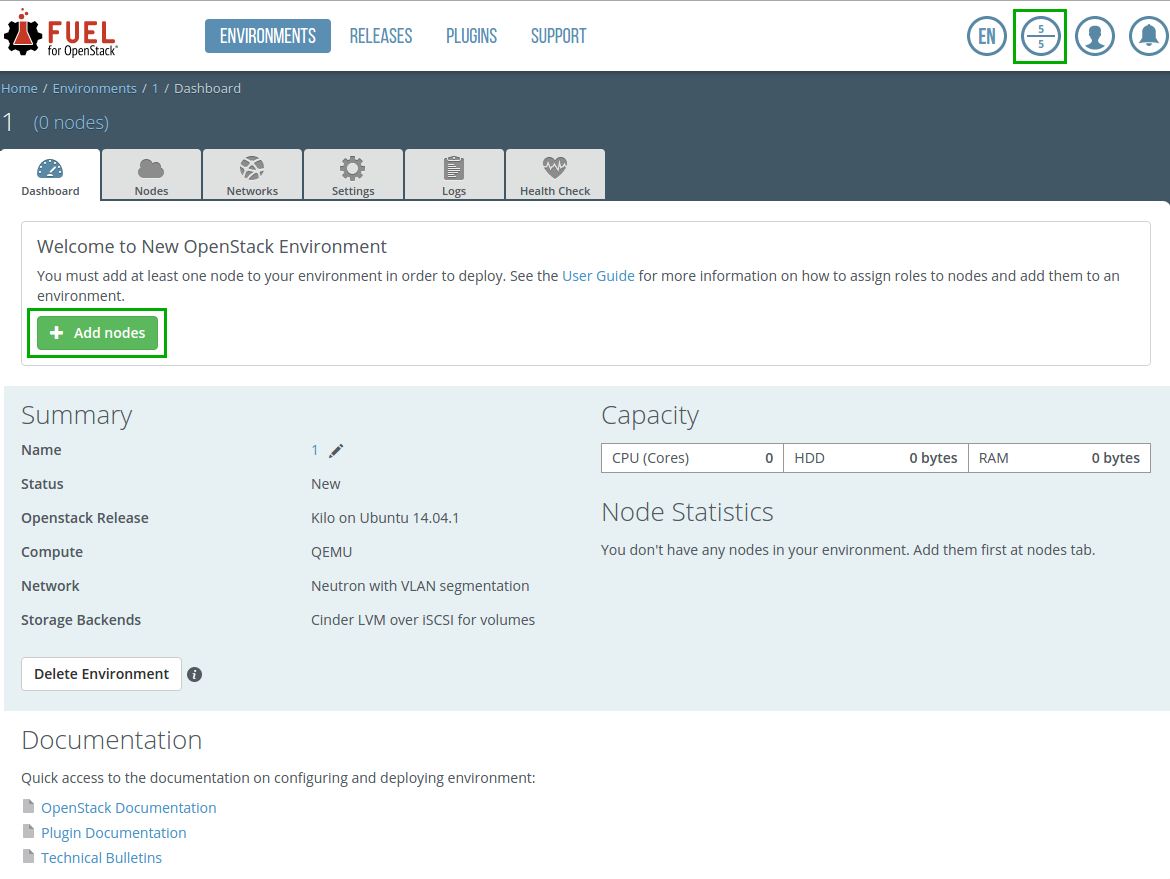 FUEL
for OpenStack
ENVIRONMENTS RELEASES PLUGINS SUPPORT EN 5 5
Home / Environments / 1 / Dashboard
1 (0 nodes)
Dashboard Nodes Networks Settings Logs Health Check
Welcome to New OpenStack Environment
You must add at least one node to your environment in order to deploy. See the User Guide for more information on how to assign roles to nodes and add them to an
environment.
+ Add nodes
Summary
Name 1
Status New
Openstack Release Kilo on Ubuntu 14.04.1
Compute QEMU
Network Neutron with VLAN segmentation
Storage Backends Cinder LVM over iSCSI for volumes
Delete Environment i
Capacity
CPU (Cores) 0 HDD 0 bytes RAM 0 bytes
Node Statistics
You don't have any nodes in your environment. Add them first at nodes tab.
Documentation
Quick access to the documentation on configuring and deploying environment:
OpenStack Documentation
Plugin Documentation
Technical Bulletins